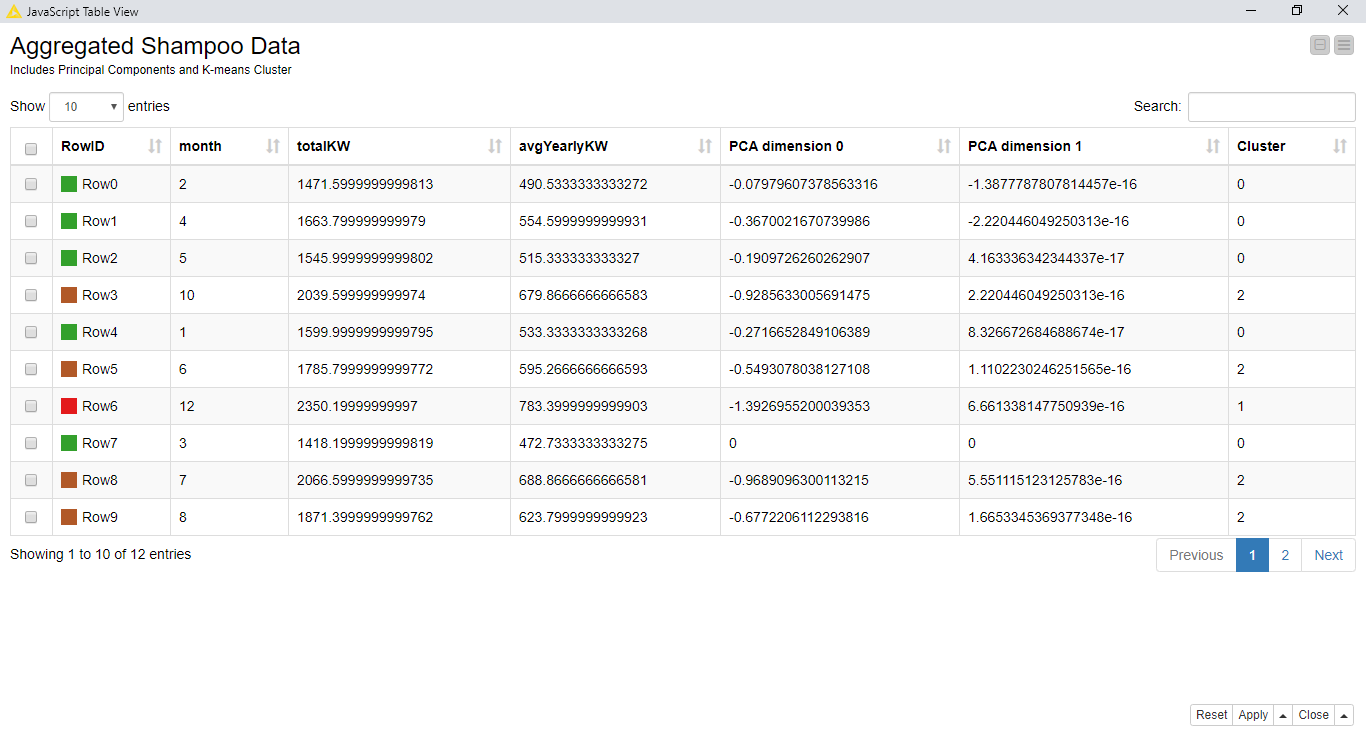 JavaScript Table View
Aggregated Shampoo Data
Includes Principal Components and K-means Cluster
Show 10 entries Search:
RowID month totalKW avgYearlyKW PCA dimension 0 PCA dimension 1 Cluster
Row0 2 1471.5999999999813 490.5333333333272 -0.07979607378563316 -1.3877787807814457e-16 0
Row1 4 1663.799999999979 554.5999999999931 -0.3670021670739986 -2.220446049250313e-16 0
Row2 5 1545.9999999999802 515.333333333327 -0.1909726260262907 4.163336342344337e-17 0
Row3 10 2039.599999999974 679.8666666666583 -0.9285633005691475 2.220446049250313e-16 2
Row4 1 1599.9999999999795 533.3333333333268 -0.2716652849106389 8.326672684688674e-17 0
Row5 6 1785.7999999999772 595.2666666666593 -0.5493078038127108 1.1102230246251565e-16 2
Row6 12 2350.19999999997 783.3999999999903 -1.3926955200039353 6.661338147750939e-16 1
Row7 3 1418.1999999999819 472.7333333333275 0 0 0
Row8 7 2066.5999999999735 688.8666666666581 -0.9689096300113215 5.551115123125783e-16 2
Row9 8 1871.3999999999762 623.7999999999923 -0.6772206112293816 1.6653345369377348e-16 2
Showing 1 to 10 of 12 entries Previous 1 2 Next
Reset Apply Close